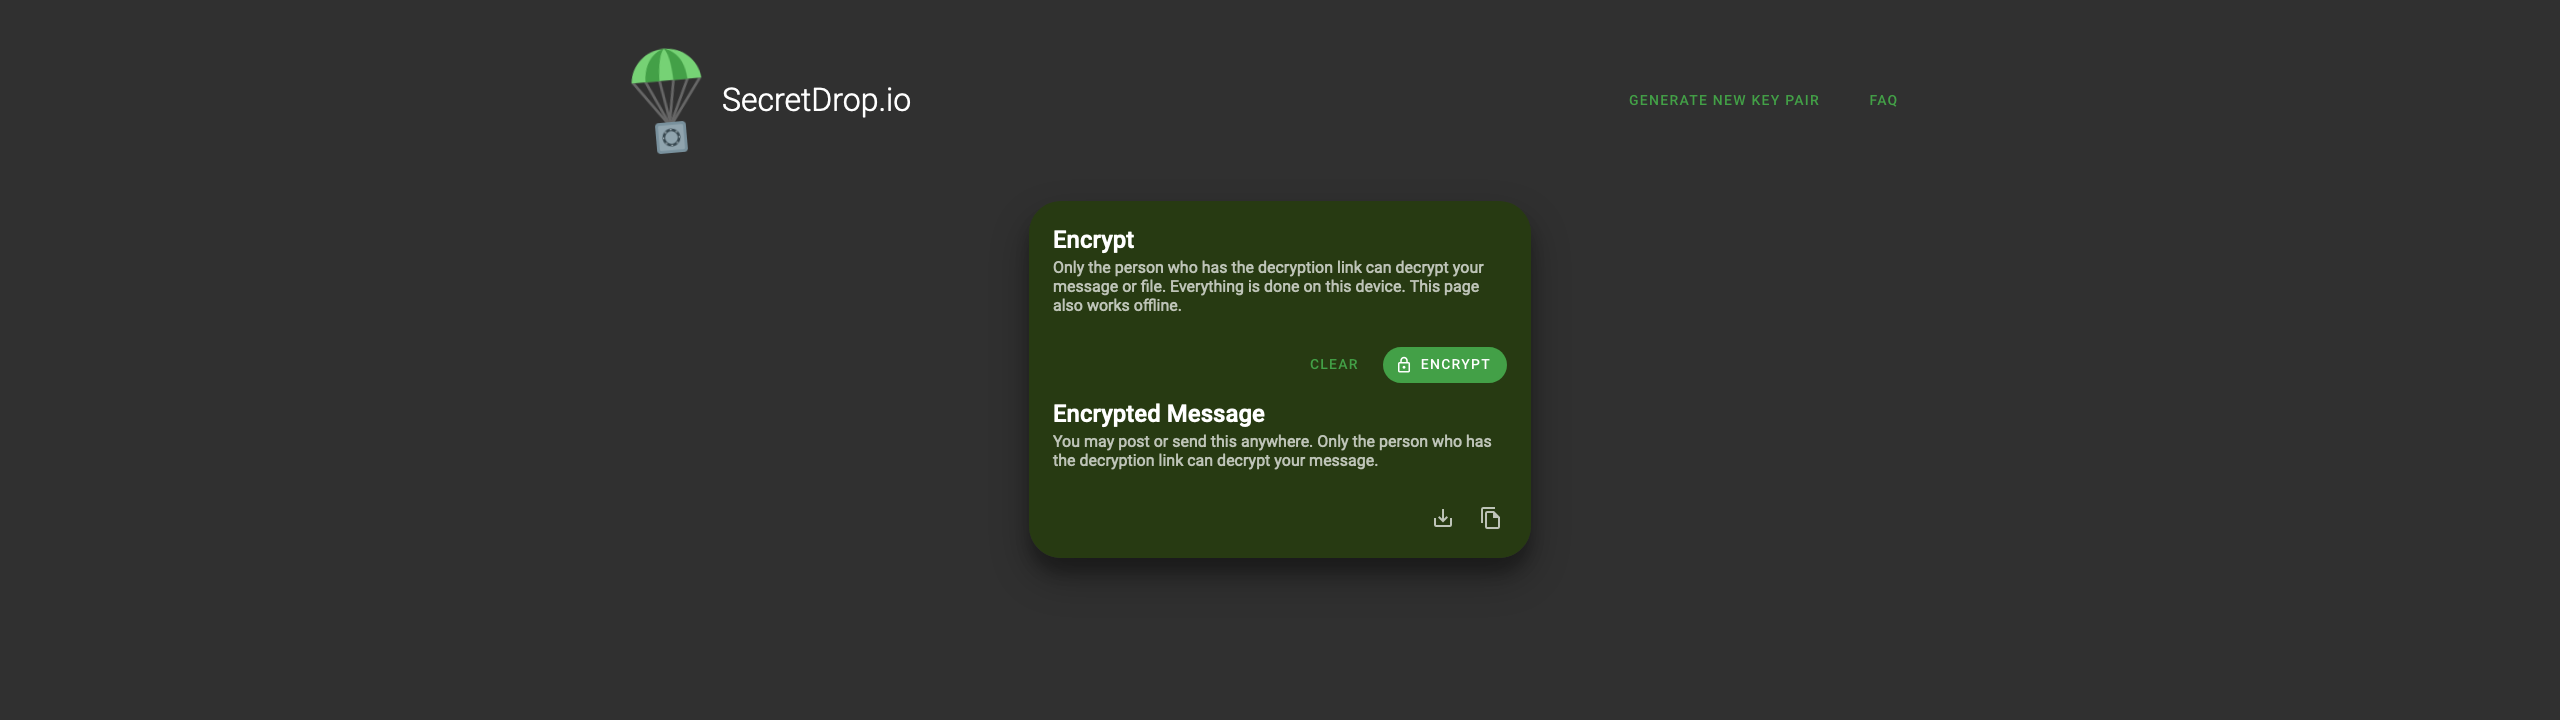 SecretDrop.io
GENERATE NEW KEY PAIR
FAQ
Encrypt
Only the person who has the decryption link can decrypt your
message or file. Everything is done on this device. This page
also works offline.
CLEAR
ENCRYPT
Encrypted Message
You may post or send this anywhere. Only the person who has
the decryption link can decrypt your message.